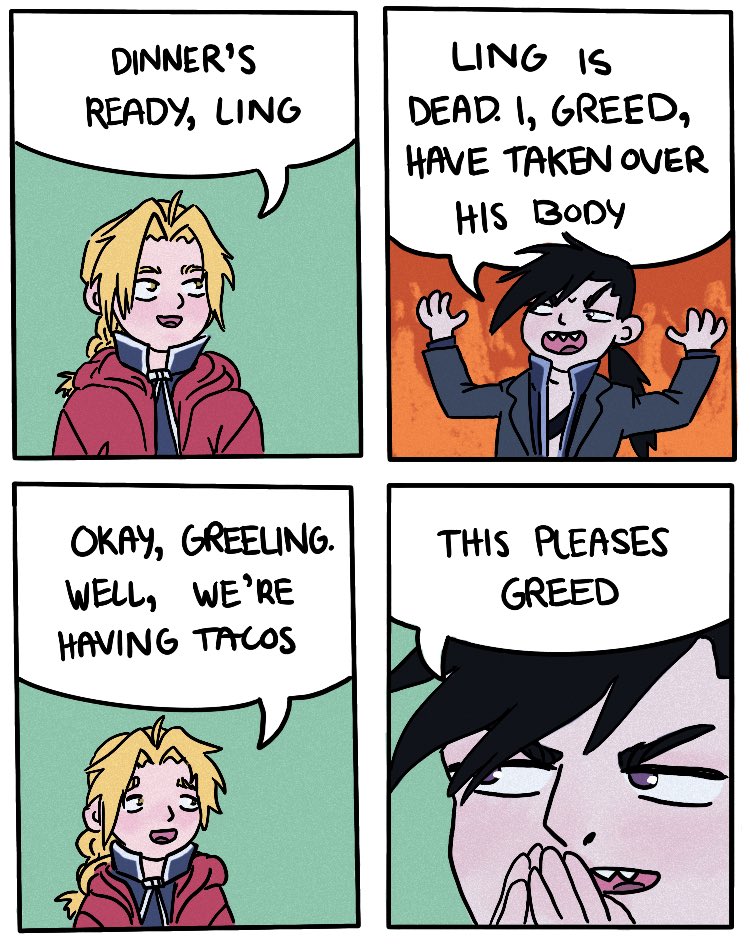 DINNER'S
READY, LING
LING IS
DEAD. I, GREED,
HAVE TAKEN OVER
HIS BODY
OKAY, GREELING.
WELL, WE'RE
HAVING TACOS
THIS PLEASES
GREED